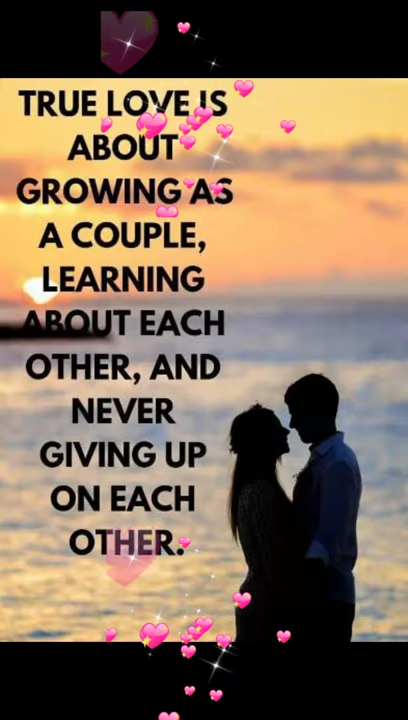 TRUE LOVE IS
ABOUT
GROWING AS
A COUPLE,
LEARNING
ABOUT EACH
OTHER, AND
NEVER
GIVING UP
ON EACH
OTHER.